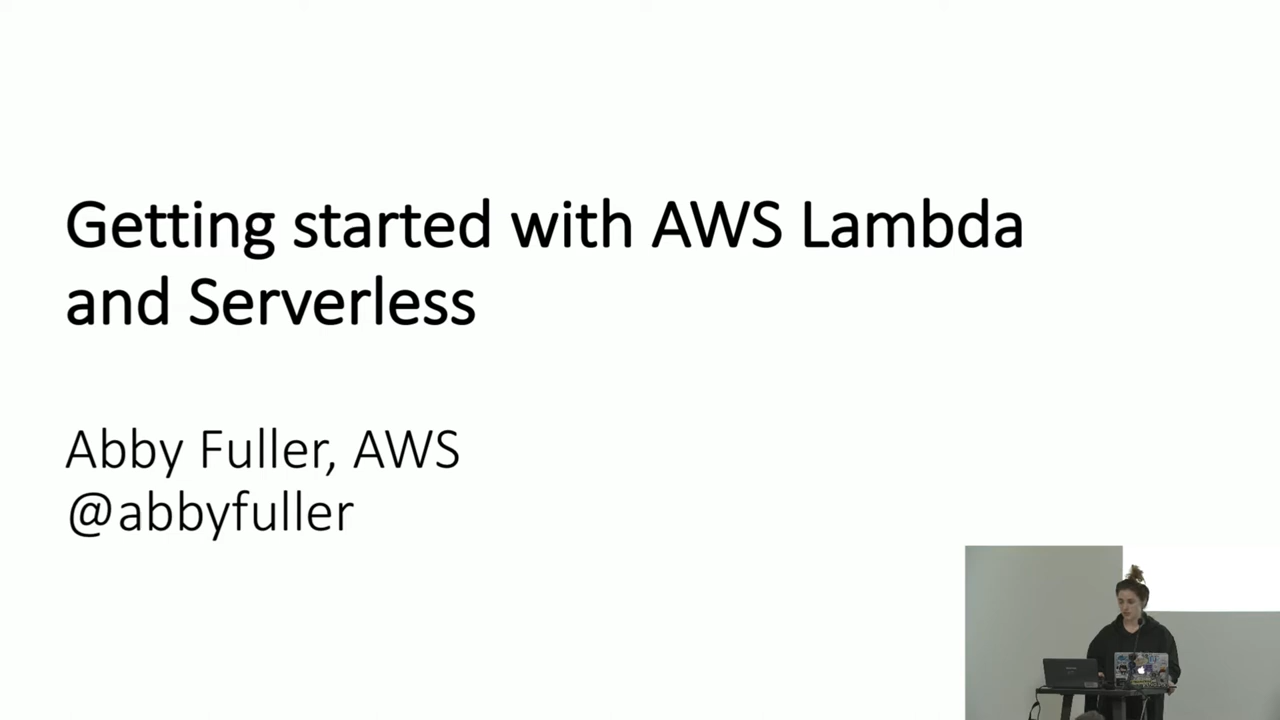 Getting started with AWS Lambda
and Serverless
Abby Fuller, AWS
@abbyfuller